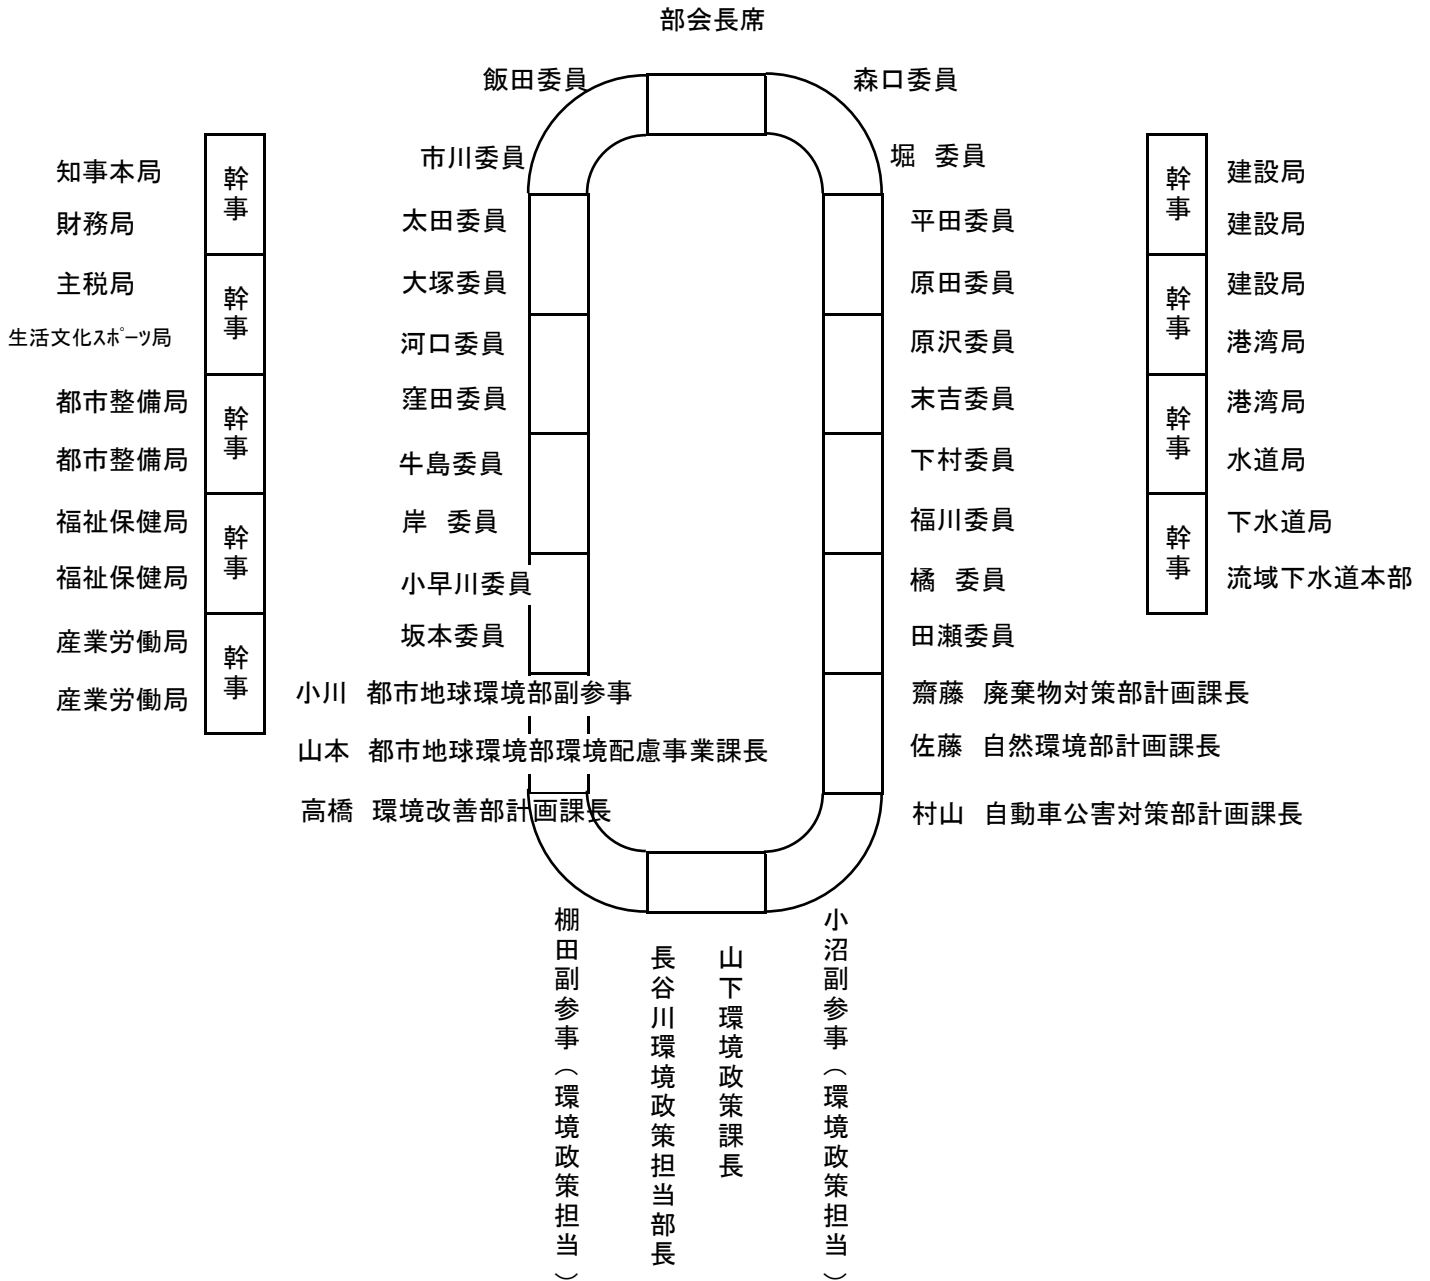 部会長席
飯田委員
森口委員
市川委員
堀 委員
太田委員
平田委員
大塚委員
原田委員
河口委員
原沢委員
窪田委員
末吉委員
牛島委員
下村委員
岸 委員
福川委員
小早川委員
橘 委員
坂本委員
田瀬委員
小川 都市地球環境部副参事
齋藤 廃棄物対策部計画課長
山本 都市地球環境部環境配慮事業課長
佐藤 自然環境部計画課長
高橋 環境改善部計画課長
村山 自動車公害対策部計画課長
知事本局
財務局
主税局
生活文化ｽﾎﾟｰﾂ局
都市整備局
都市整備局
福祉保健局
福祉保健局
産業労働局
産業労働局
幹事
幹事
幹事
幹事
幹事
幹事
幹事
幹事
幹事
建設局
建設局
建設局
港湾局
港湾局
水道局
下水道局
流域下水道本部
棚田副参事（環境政策担当）
長谷川環境政策担当部長
山下環境政策課長
小沼副参事（環境政策担当）